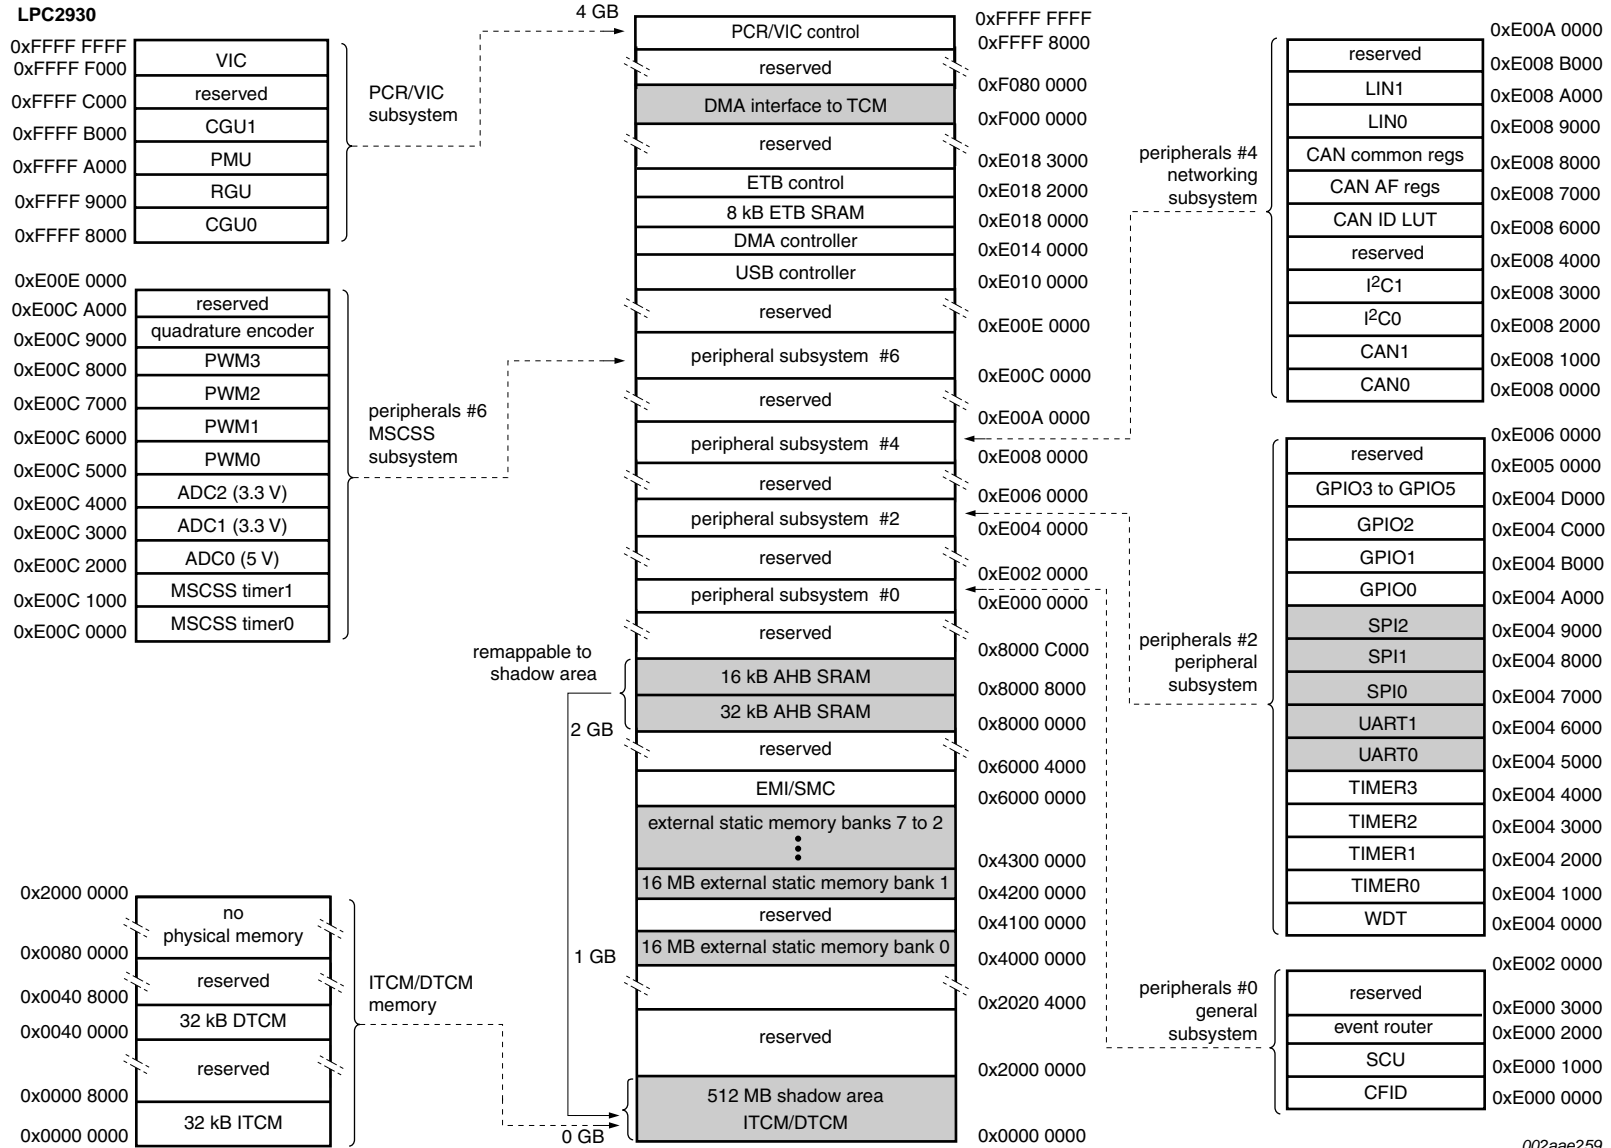 LPC2930
0xFFFF FFFF
VIC
0xFFFF F000
reserved
0xFFFF C000
CGU1
0xFFFF B000
PMU
0xFFFF A000
RGU
0xFFFF 9000
CGU0
0xFFFF 8000
PCR/VIC
subsystem
0xE00E 0000
reserved
0xE00C A000
quadrature encoder
0xE00C 9000
PWM3
0xE00C 8000
PWM2
0xE00C 7000
PWM1
0xE00C 6000
PWM0
0xE00C 5000
ADC2 (3.3 V)
0xE00C 4000
ADC1 (3.3 V)
0xE00C 3000
ADC0 (5 V)
0xE00C 2000
MSCSS timer1
0xE00C 1000
MSCSS timer0
0xE00C 0000
peripherals #6
MSCSS
subsystem
0x2000 0000
no
physical memory
0x0080 0000
reserved
0x0040 8000
32 kB DTCM
0x0040 0000
reserved
0x0000 8000
32 kB ITCM
0x0000 0000
ITCM/DTCM
memory
4 GB
0xFFFF FFFF
PCR/VIC control
0xFFFF 8000
reserved
0xF080 0000
DMA interface to TCM
0xF000 0000
reserved
0xE018 3000
ETB control
0xE018 2000
8 kB ETB SRAM
0xE018 0000
DMA controller
0xE014 0000
USB controller
0xE010 0000
reserved
0xE00E 0000
peripheral subsystem #6
0xE00C 0000
reserved
0xE00A 0000
peripheral subsystem #4
0xE008 0000
reserved
0xE006 0000
peripheral subsystem #2
0xE004 0000
reserved
0xE002 0000
peripheral subsystem #0
0xE000 0000
reserved
0x8000 C000
remappable to
shadow area
16 kB AHB SRAM
0x8000 8000
32 kB AHB SRAM
0x8000 0000
2 GB
reserved
0x6000 4000
EMI/SMC
0x6000 0000
external static memory banks 7 to 2
0x4300 0000
16 MB external static memory bank 1
0x4200 0000
reserved
0x4100 0000
16 MB external static memory bank 0
0x4000 0000
1 GB
0x2020 4000
reserved
0x2000 0000
512 MB shadow area
ITCM/DTCM
0x0000 0000
0 GB
0xE00A 0000
reserved
0xE008 B000
LIN1
0xE008 A000
LIN0
0xE008 9000
CAN common regs
0xE008 8000
CAN AF regs
0xE008 7000
CAN ID LUT
0xE008 6000
reserved
0xE008 4000
I2C1
0xE008 3000
I2C0
0xE008 2000
CAN1
0xE008 1000
CAN0
0xE008 0000
peripherals #4
networking
subsystem
0xE006 0000
reserved
0xE005 0000
GPIO3 to GPIO5
0xE004 D000
GPIO2
0xE004 C000
GPIO1
0xE004 B000
GPIO0
0xE004 A000
SPI2
0xE004 9000
SPI1
0xE004 8000
SPI0
0xE004 7000
UART1
0xE004 6000
UART0
0xE004 5000
TIMER3
0xE004 4000
TIMER2
0xE004 3000
TIMER1
0xE004 2000
TIMER0
0xE004 1000
WDT
0xE004 0000
peripherals #2
peripheral
subsystem
0xE002 0000
reserved
0xE000 3000
event router
0xE000 2000
SCU
0xE000 1000
CFID
0xE000 0000
peripherals #0
general
subsystem
002aae259